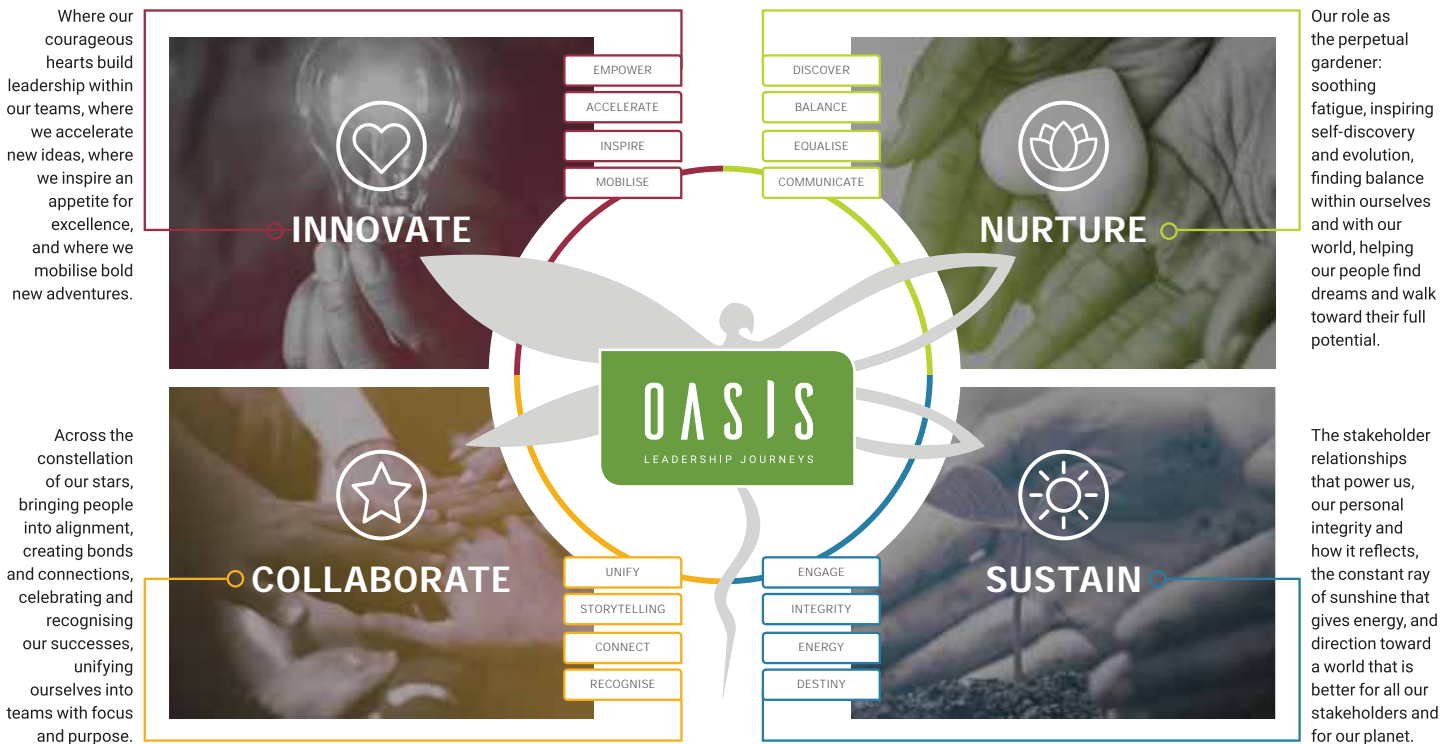 Where our
courageous
hearts build
leadership within
our teams, where
we accelerate
new ideas, where
we inspire an
appetite for
excellence,
and where we
mobilise bold
new adventures.
INNOVATE
EMPOWER
ACCELERATE
INSPIRE
MOBILISE
DISCOVER
BALANCE
EQUALISE
COMMUNICATE
NURTURE
Our role as
the perpetual
gardener:
soothing
fatigue, inspiring
self-discovery
and evolution,
finding balance
within ourselves
and with our
world, helping
our people find
dreams and walk
toward their full
potential.
OASIS
LEADERSHIP JOURNEYS
Across the
constellation
of our stars,
bringing people
into alignment,
creating bonds
and connections,
celebrating and
recognising
our successes,
unifying
ourselves into
teams with focus
and purpose.
COLLABORATE
UNIFY
STORYTELLING
CONNECT
RECOGNISE
ENGAGE
INTEGRITY
ENERGY
DESTINY
SUSTAIN
The stakeholder
relationships
that power us,
our personal
integrity and
how it reflects,
the constant ray
of sunshine that
gives energy, and
direction toward
a world that is
better for all our
stakeholders and
for our planet.